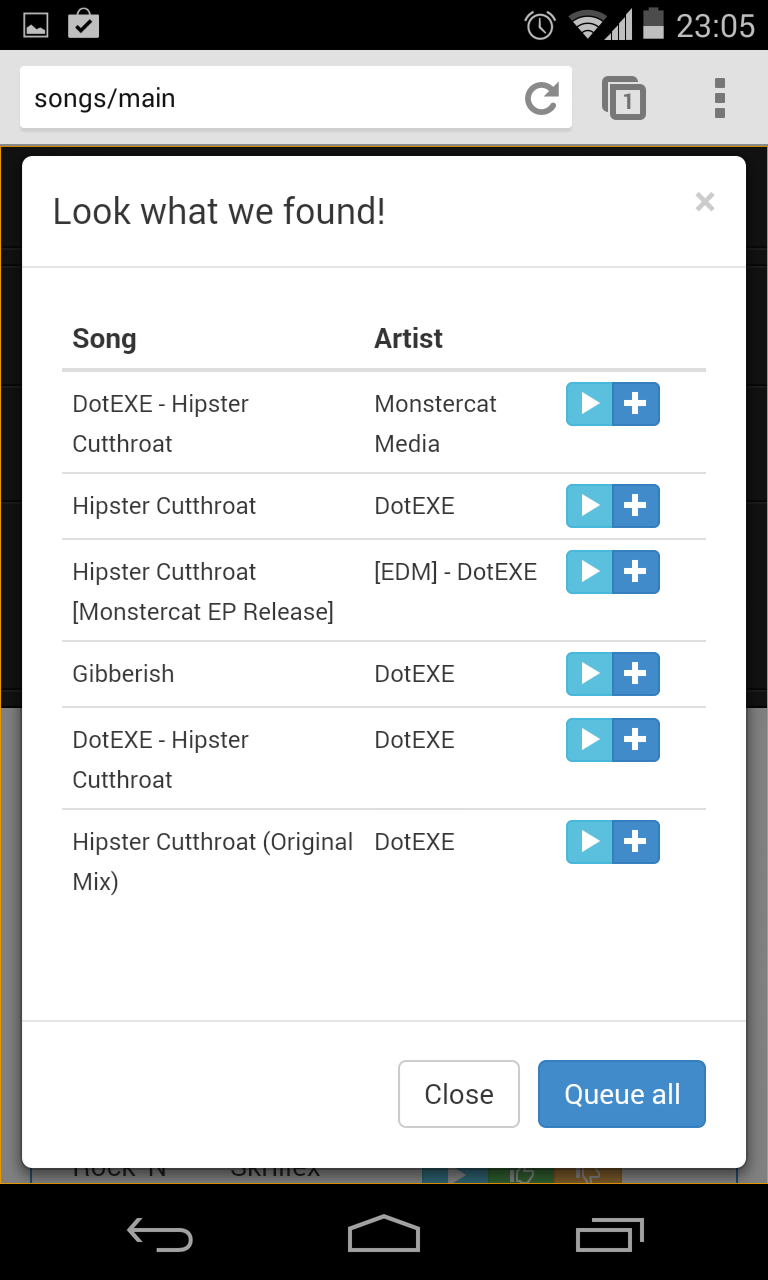 23:05
songs/main
1
Look what we found!
×
Song Artist
DotEXE - Hipster Monstercat
Cutthroat Media
Hipster Cutthroat DotEXE
Hipster Cutthroat [EDM] - DotEXE
[Monstercat EP Release]
Gibberish DotEXE
DotEXE - Hipster DotEXE
Cutthroat
Hipster Cutthroat (Original DotEXE
Mix)
Close Queue all
Rock 'N' Skrillex